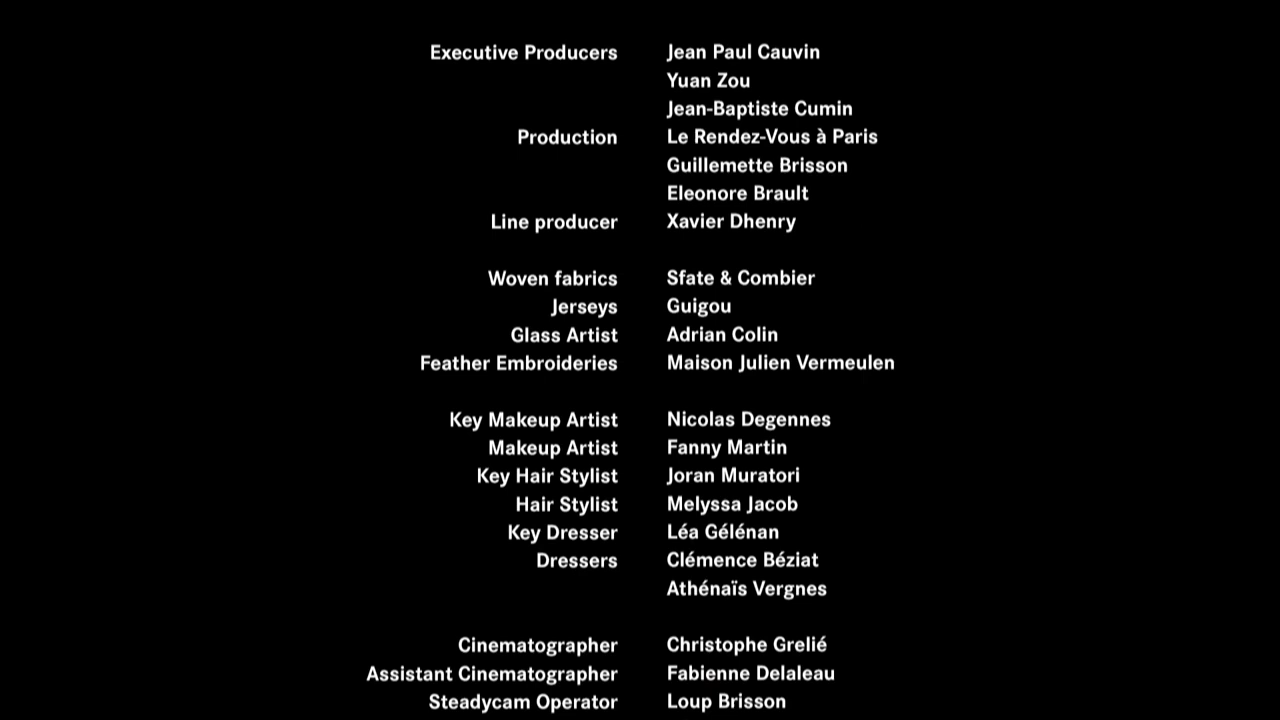 Executive Producers Jean Paul Cauvin
Yuan Zou
Jean-Baptiste Cumin
Production Le Rendez-Vous à Paris
Guillemette Brisson
Eleonore Brault
Line producer Xavier Dhenry
Woven fabrics Sfate & Combier
Jerseys Guigou
Glass Artist Adrian Colin
Feather Embroideries Maison Julien Vermeulen
Key Makeup Artist Nicolas Degennes
Makeup Artist Fanny Martin
Key Hair Stylist Joran Muratori
Hair Stylist Melyssa Jacob
Key Dresser Léa Gélénan
Dressers Clémence Béziat
Athénaïs Vergnes
Cinematographer Christophe Grelié
Assistant Cinematographer Fabienne Delaleau
Steadycam Operator Loup Brisson